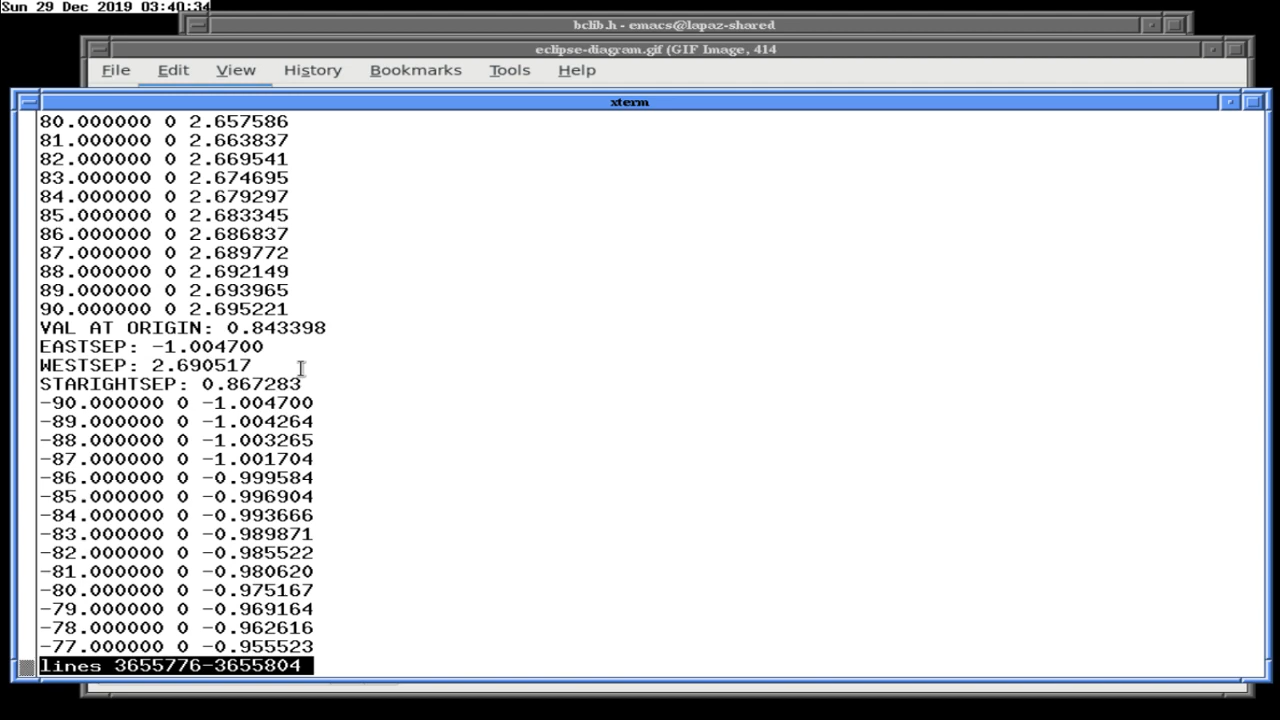 Sun 29 Dec 2019 03:40:34
bclib.h - emacs@lapaz-shared
eclipse-diagram.gif (GIF Image, 414
File Edit View History Bookmarks Tools Help
xterm
80.000000 0 2.657586
81.000000 0 2.663837
82.000000 0 2.669541
83.000000 0 2.674695
84.000000 0 2.679297
85.000000 0 2.683345
86.000000 0 2.686837
87.000000 0 2.689772
88.000000 0 2.692149
89.000000 0 2.693965
90.000000 0 2.695221
VAL AT ORIGIN: 0.843398
EASTSEP: -1.004700
WESTSEP: 2.690517
STARIGHTSEP: 0.867283
-90.000000 0 -1.004700
-89.000000 0 -1.004264
-88.000000 0 -1.003265
-87.000000 0 -1.001704
-86.000000 0 -0.999584
-85.000000 0 -0.996904
-84.000000 0 -0.993666
-83.000000 0 -0.989871
-82.000000 0 -0.985522
-81.000000 0 -0.980620
-80.000000 0 -0.975167
-79.000000 0 -0.969164
-78.000000 0 -0.962616
-77.000000 0 -0.955523
lines 3655776-3655804